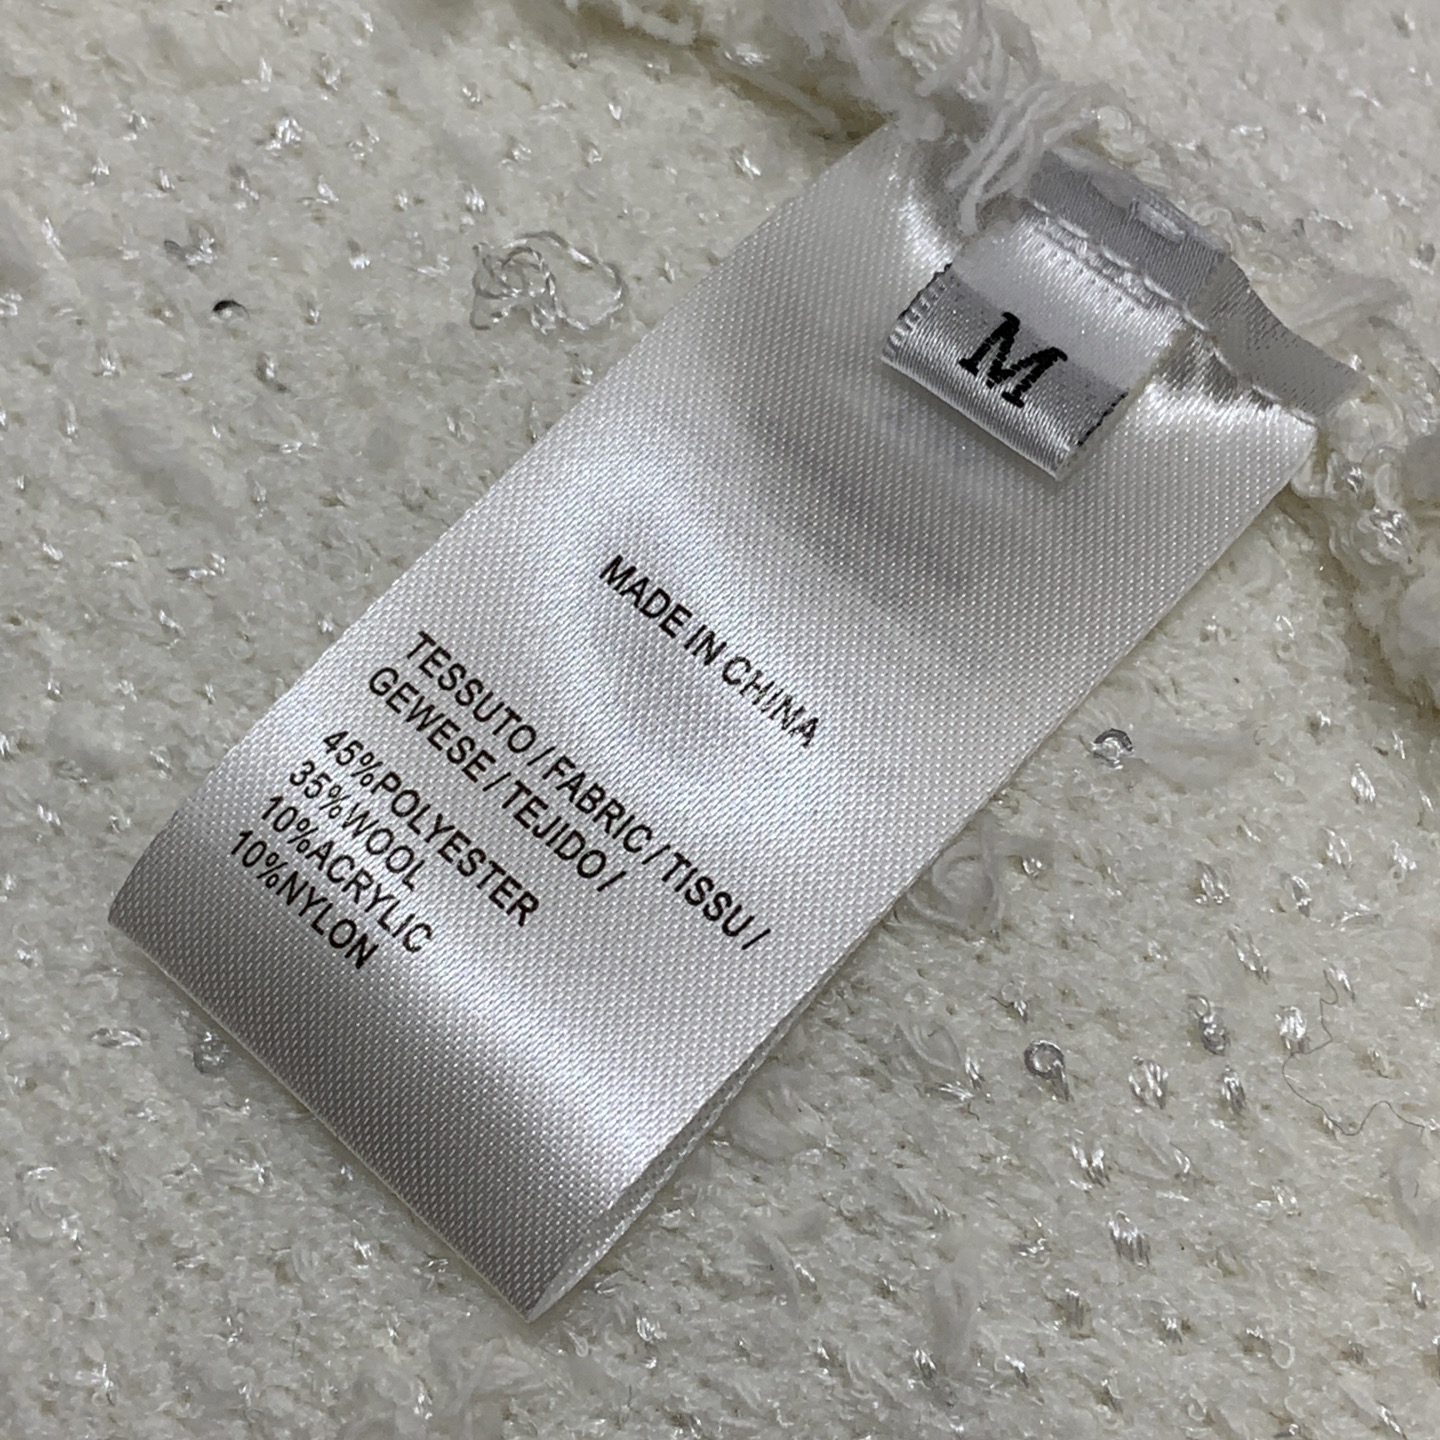 M
MADE IN CHINA
TESSUTO / FABRIC / TISSU /
GEWESE / TEJIDO /
45%POLYESTER
35%WOOL
10%ACRYLIC
10%NYLON